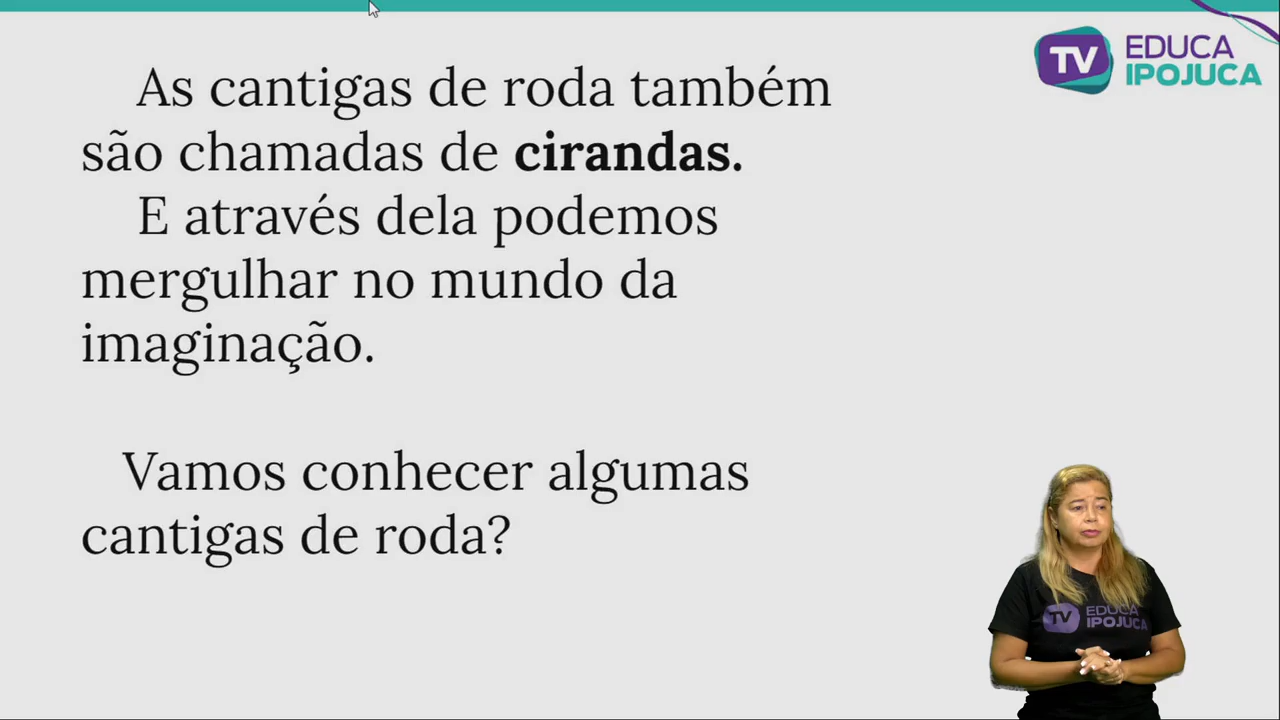 As cantigas de roda também
são chamadas de cirandas.
E através dela podemos
mergulhar no mundo da
imaginação.
Vamos conhecer algumas
cantigas de roda?
TV EDUCA
IPOJUCA
TV EDUCA
IPOJUCA